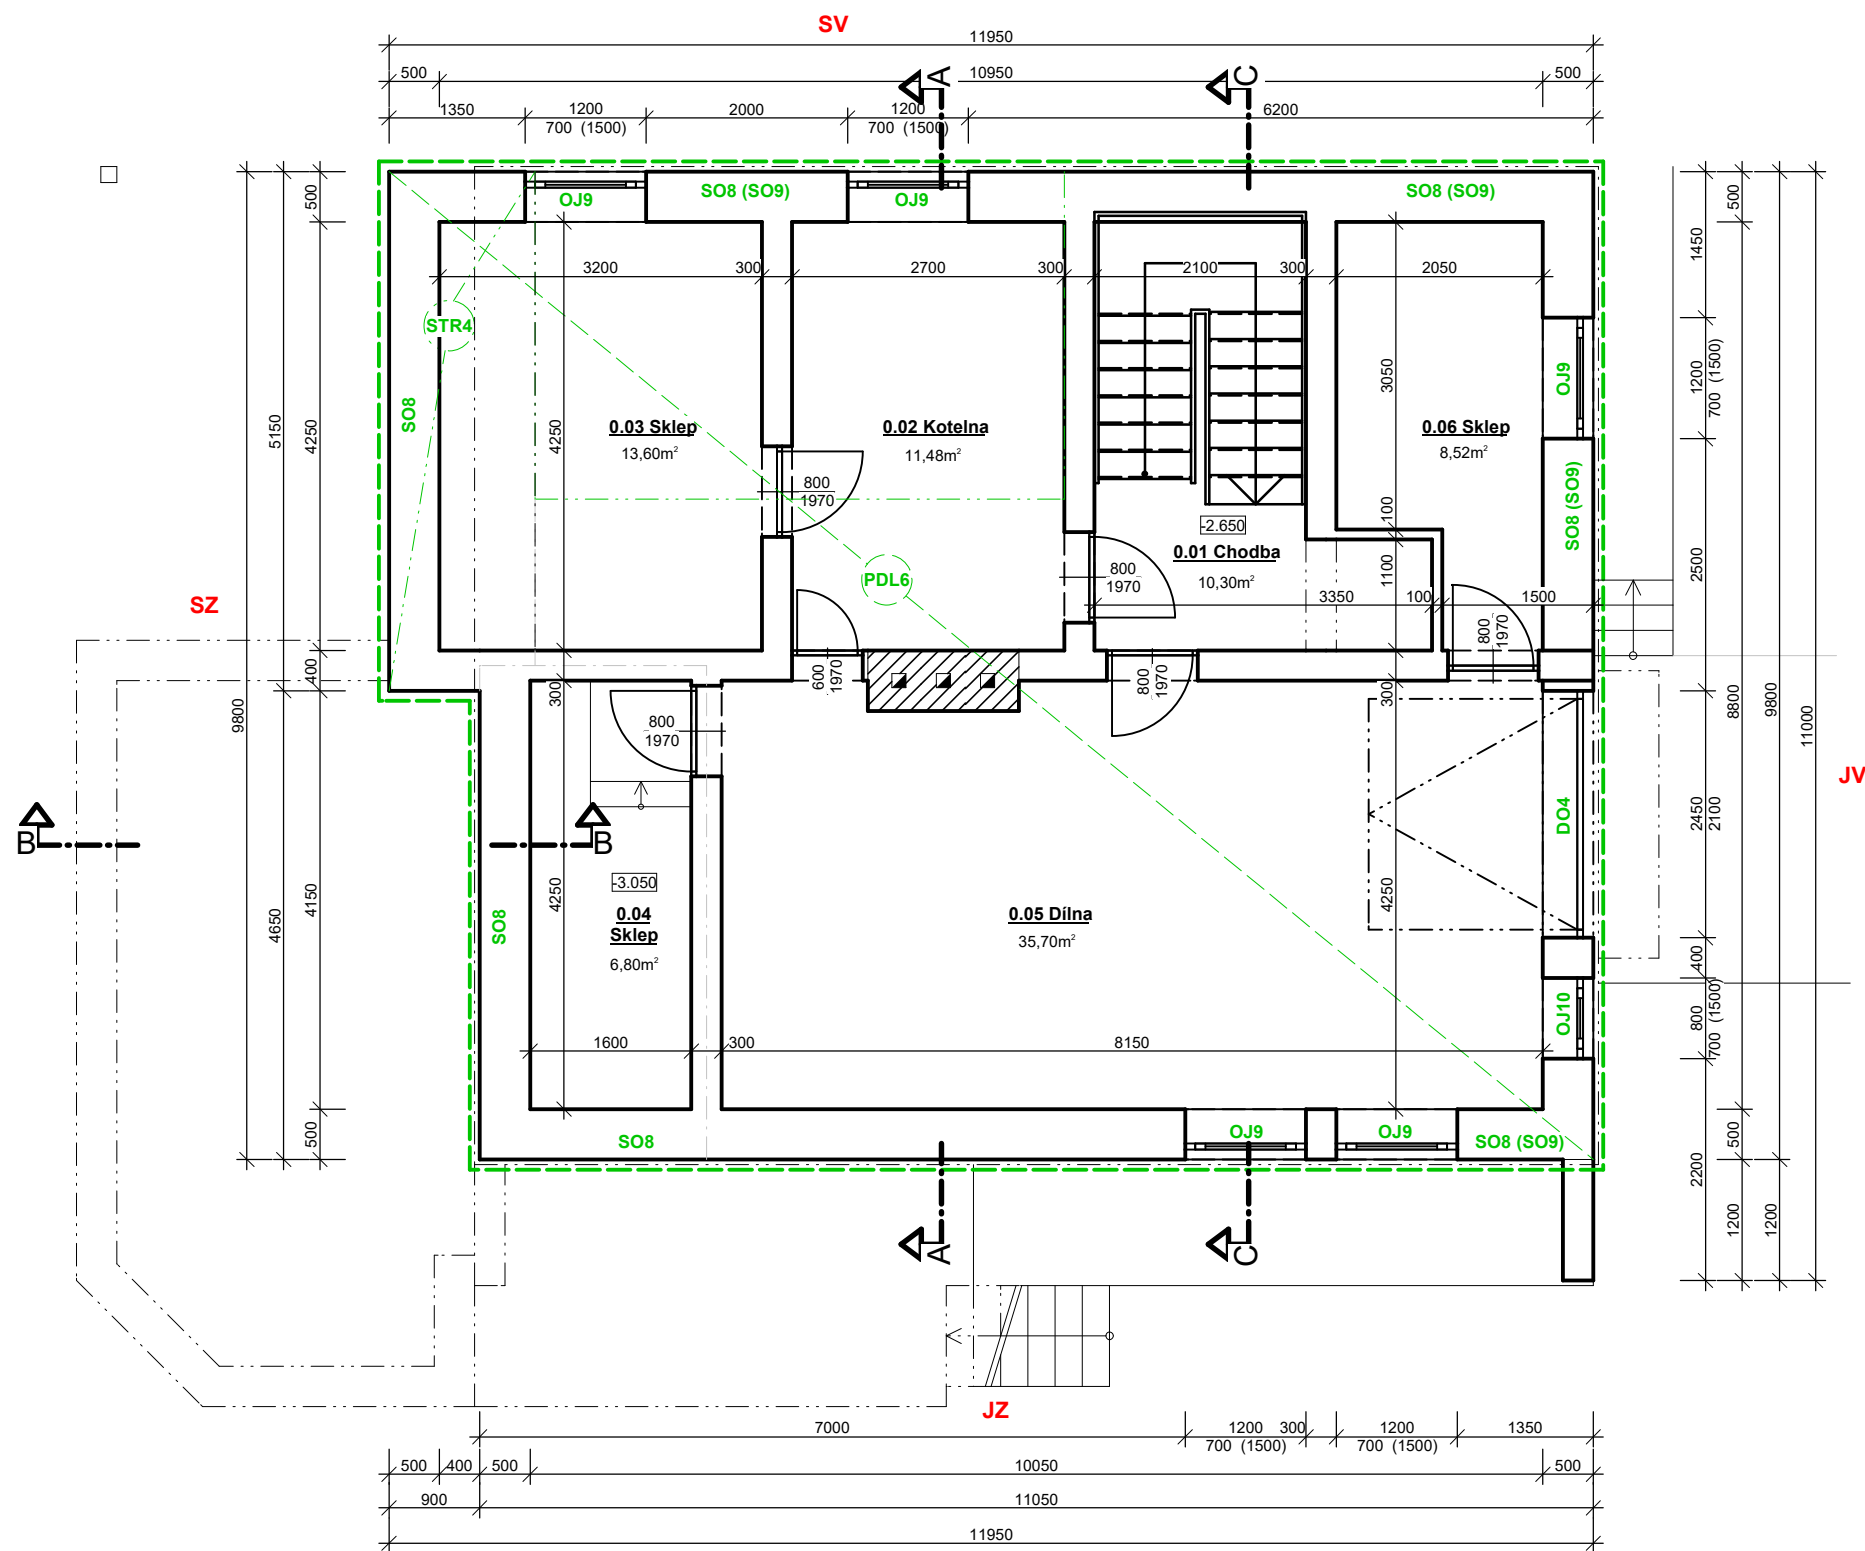 SV
11950
500
10950
500
A
C
1350
1200
700 (1500)
2000
1200
700 (1500)
6200
OJ9
SO8 (SO9)
OJ9
SO8 (SO9)
500
500
1450
3200
300
2700
300
2100
300
2050
STR4
SO8
5150
4250
4250
3050
1200
700 (1500)
OJ9
0.03 Sklep
13,60m²
0.02 Kotelna
11,48m²
0.06 Sklep
8,52m²
800
1970
-2.650
100
SO8 (SO9)
2500
0.01 Chodba
10,30m²
PDL6
800
1970
1100
3350
100
1500
SZ
800
1970
400
300
600
1970
800
1970
300
9800
800
1970
8800
9800
11000
JV
2450
2100
DO4
B
B
-3.050
4650
4150
4250
4250
SO8
0.04
Sklep
6,80m²
0.05 Dílna
35,70m²
400
OJ10
800
700 (1500)
1600
300
8150
500
SO8
OJ9
OJ9
SO8 (SO9)
500
2200
1200
1200
A
C
JZ
7000
1200
700 (1500)
300
1200
700 (1500)
1350
500
400
500
10050
500
900
11050
11950